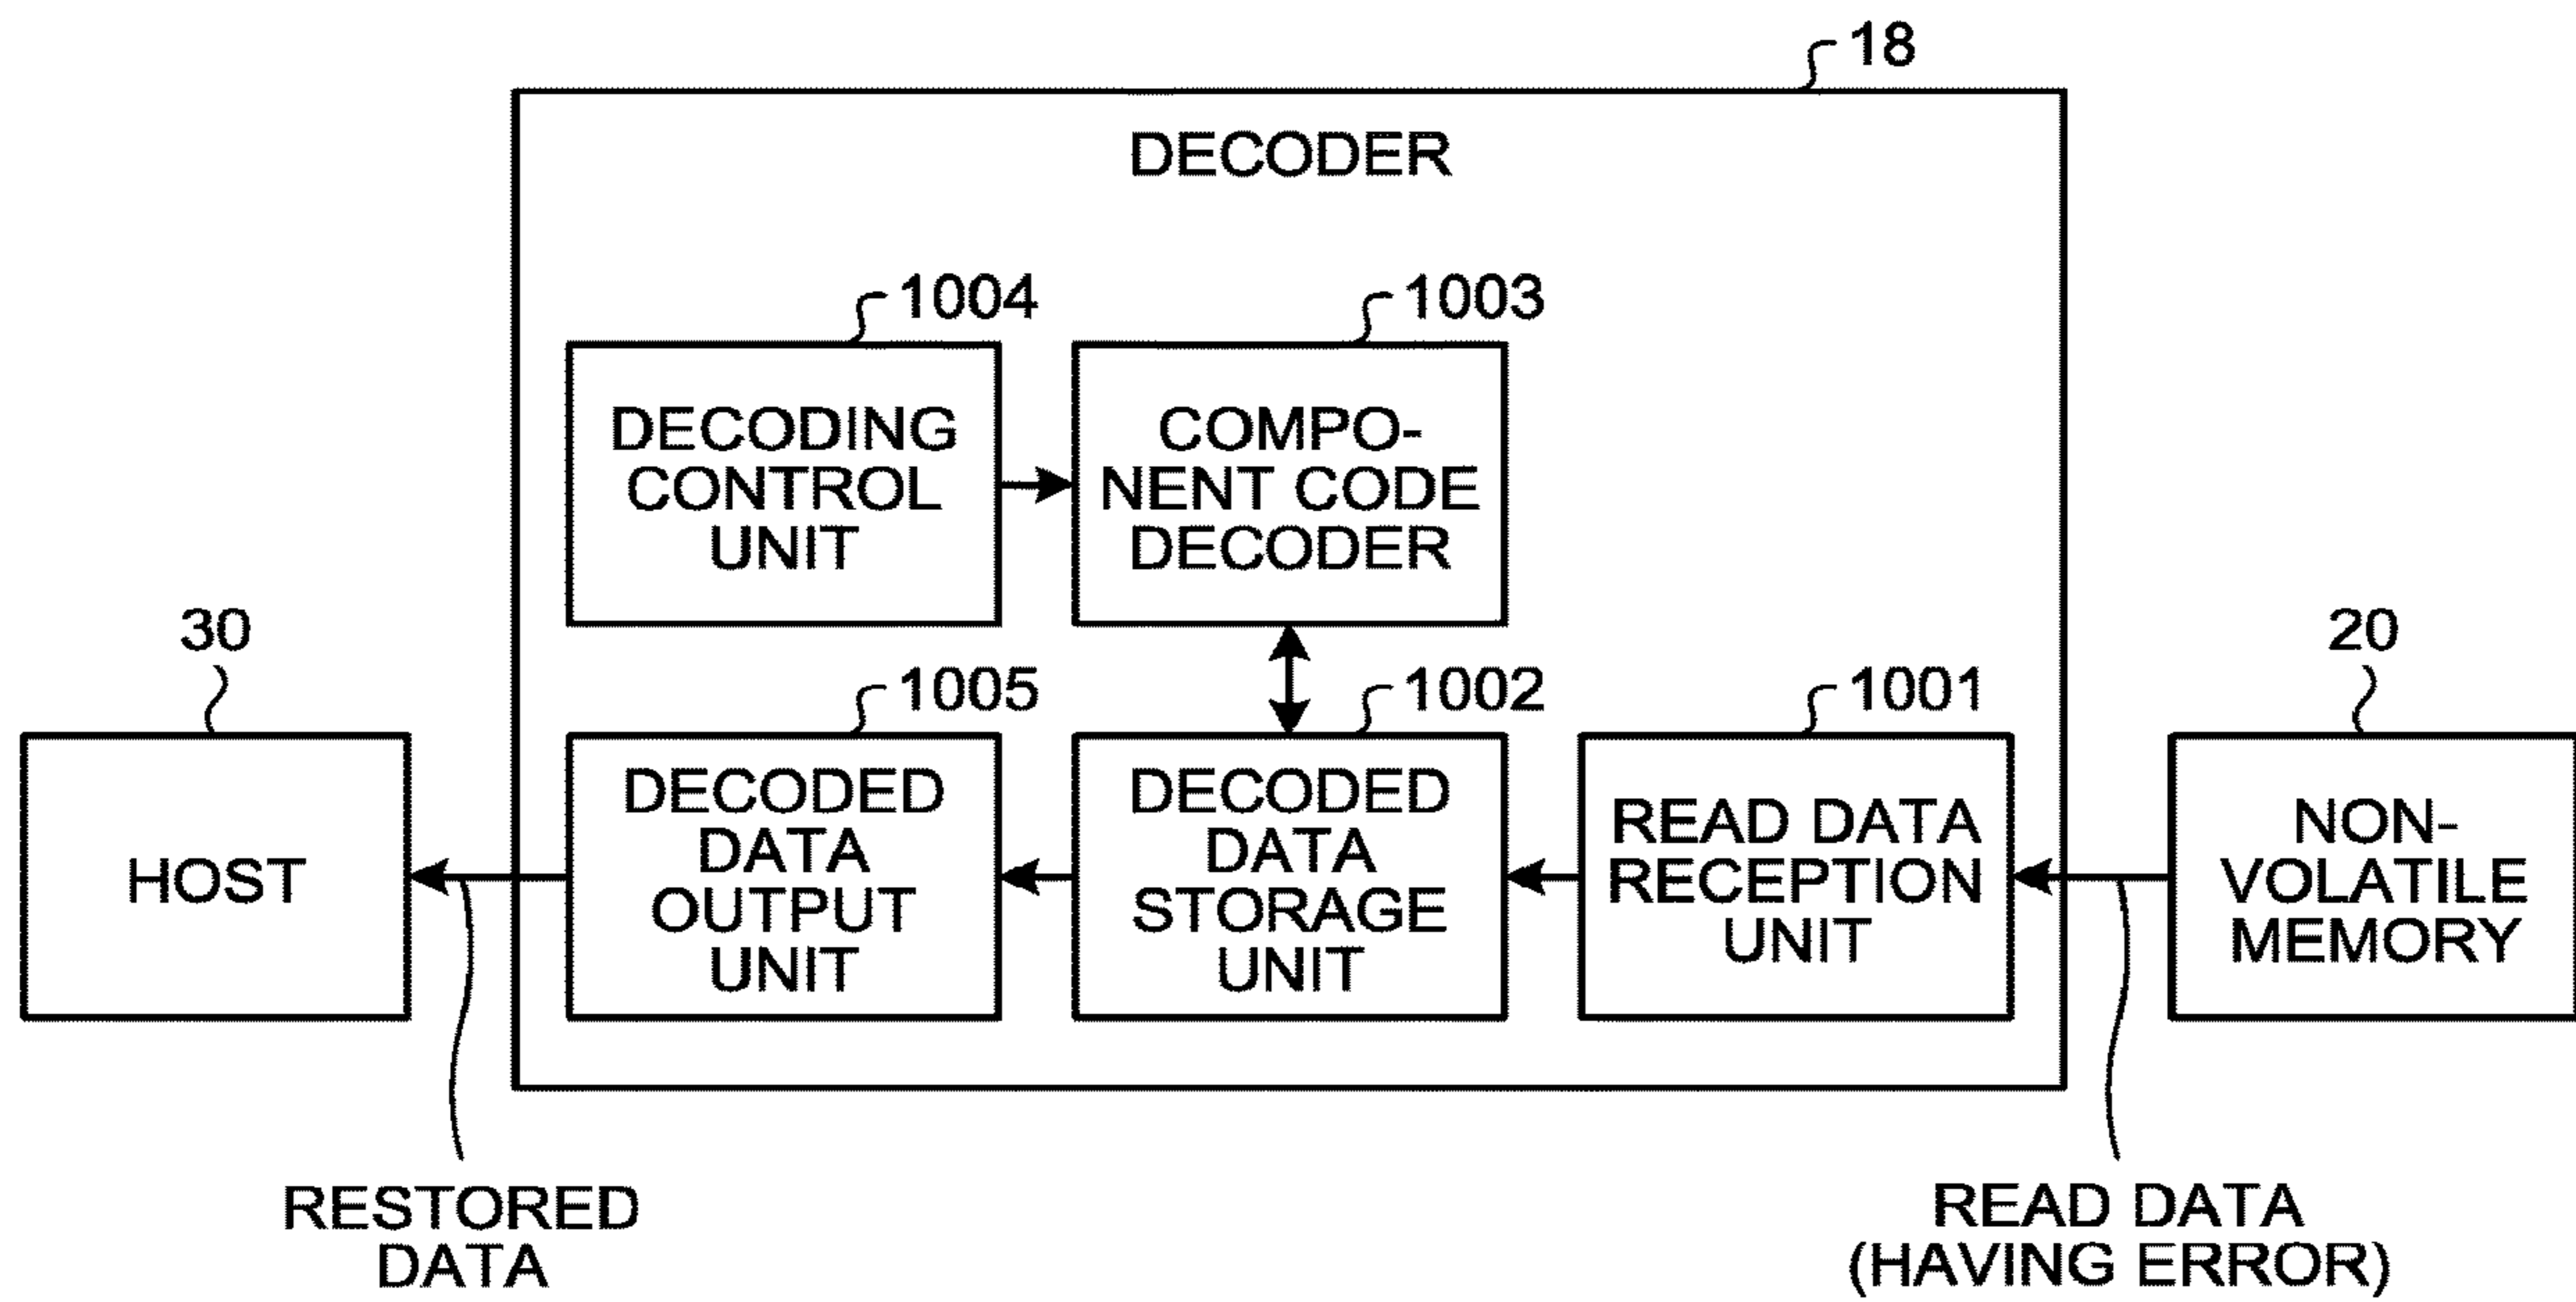 18
DECODER
1004
1003
DECODING
CONTROL
UNIT
COMPO-
NENT CODE
DECODER
30
20
1005
1002
1001
HOST
DECODED
DATA
OUTPUT
UNIT
DECODED
DATA
STORAGE
UNIT
READ DATA
RECEPTION
UNIT
NON-
VOLATILE
MEMORY
RESTORED
DATA
READ DATA
(HAVING ERROR)